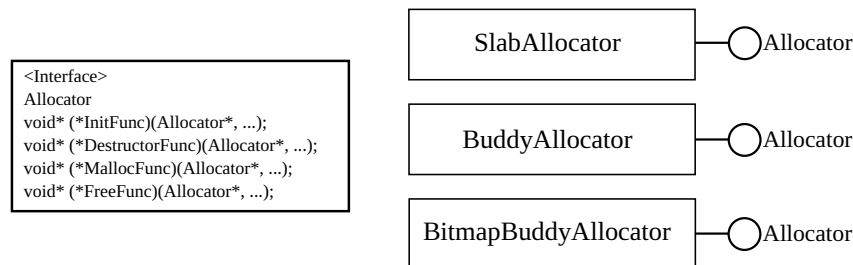 <Interface>
Allocator
void* (*InitFunc)(Allocator*, ...);
void* (*DestructorFunc)(Allocator*, ...);
void* (*MallocFunc)(Allocator*, ...);
void* (*FreeFunc)(Allocator*, ...);
SlabAllocator
Allocator
BuddyAllocator
Allocator
BitmapBuddyAllocator
Allocator